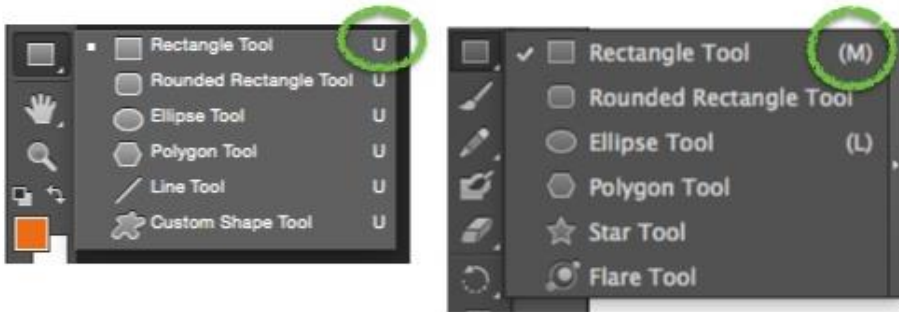 Rectangle Tool U
Rounded Rectangle Tool U
Ellipse Tool U
Polygon Tool U
Line Tool U
Custom Shape Tool U
Rectangle Tool (M)
Rounded Rectangle Tool
Ellipse Tool (L)
Polygon Tool
Star Tool
Flare Tool